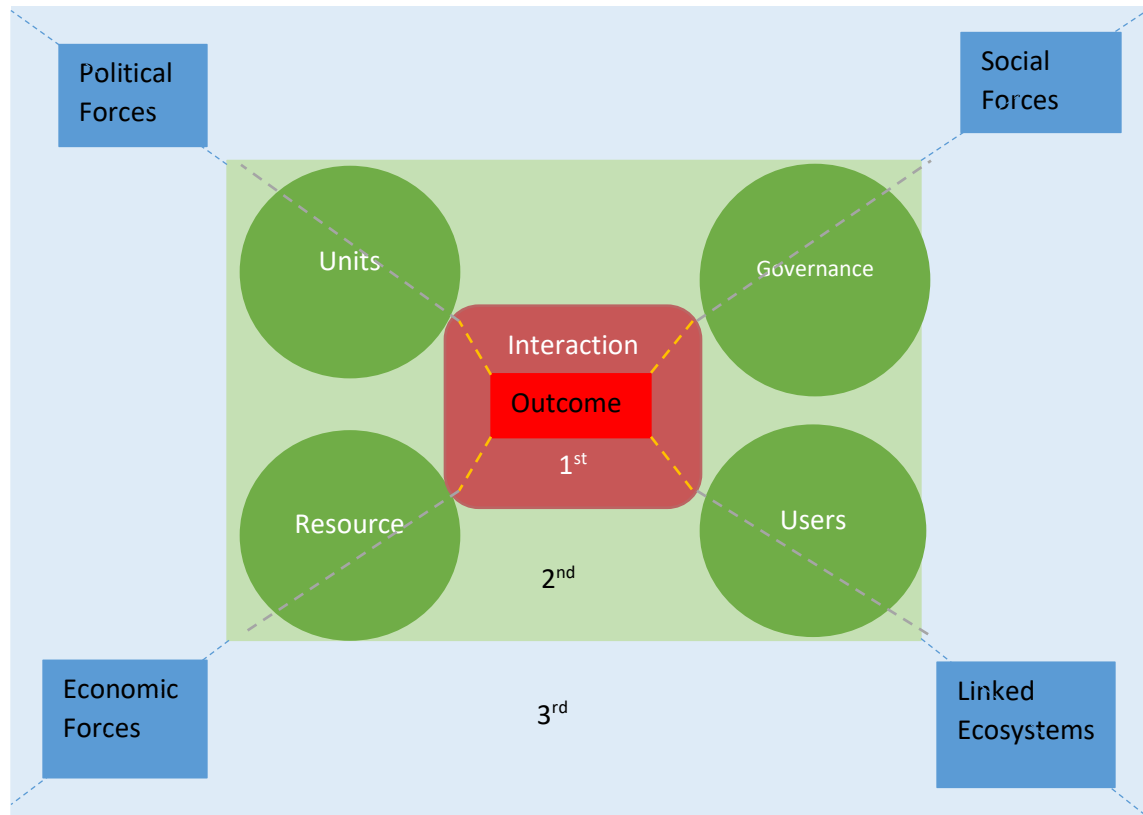 Political
Forces
Social
Forces
Units
Governance
Interaction
Outcome
1st
Resource
Users
2nd
Economic
Forces
3rd
Linked
Ecosystems